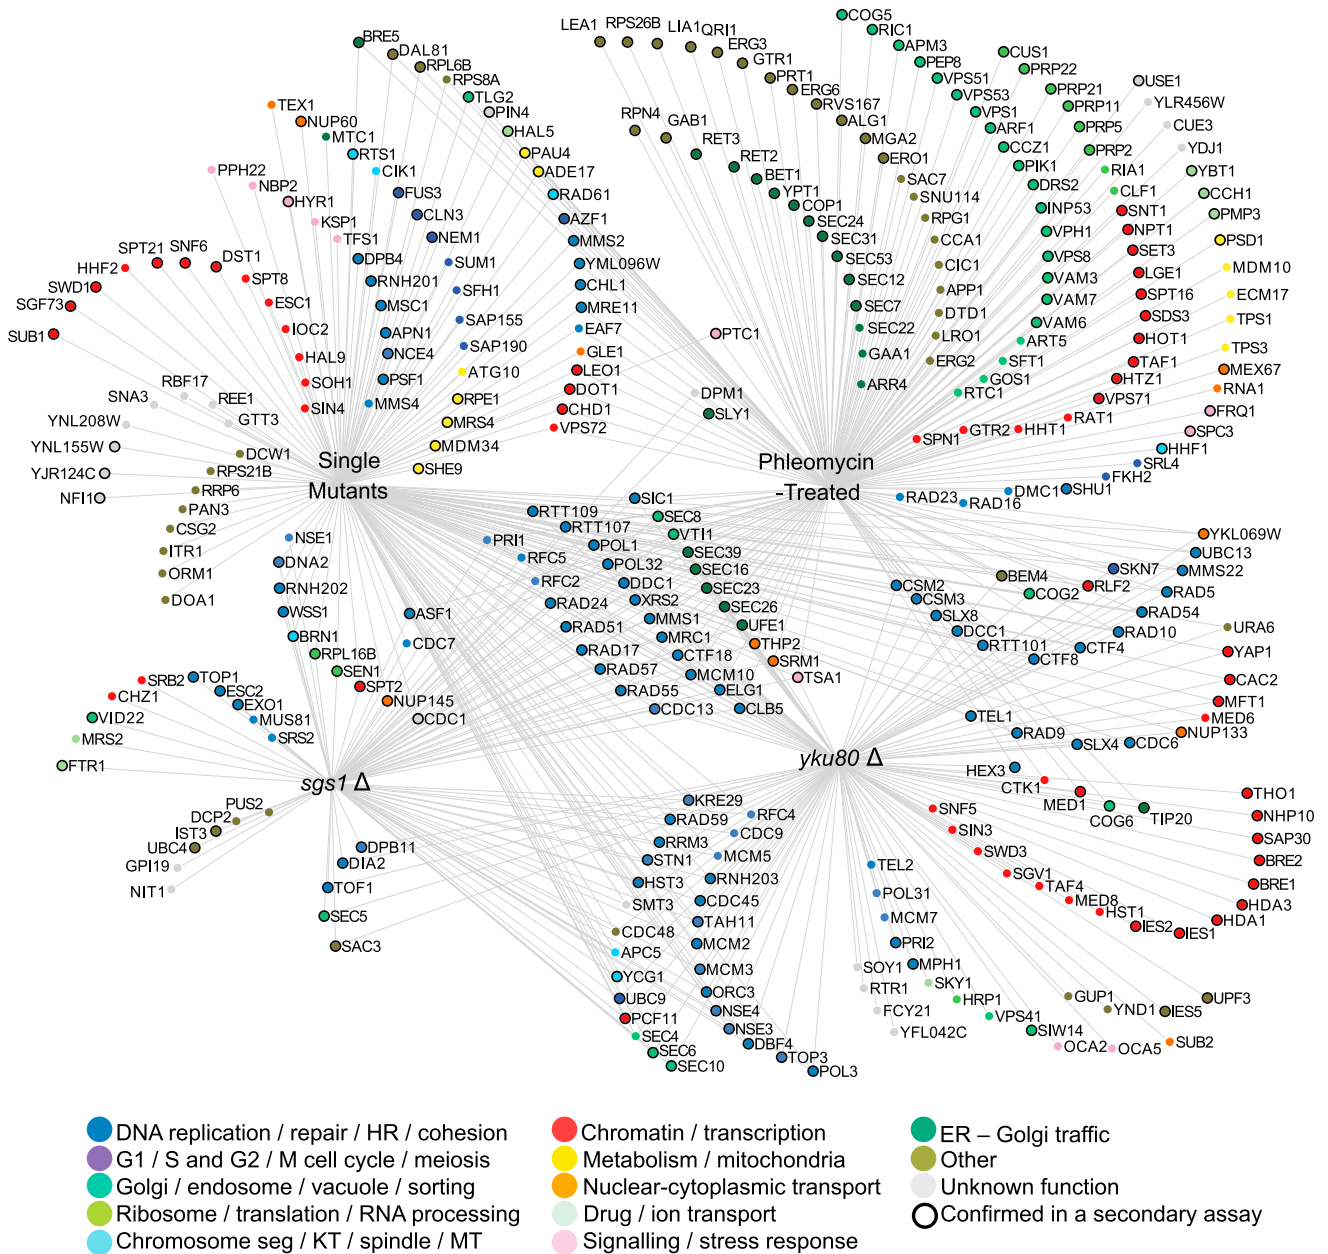 BRE5
DAL81
RPL6B
RPS8A
TLG2
PIN4
HAL5
PAU4
ADE17
RAD61
AZF1
MMS2
YML096W
CHL1
MRE11
EAF7
GLE1
LEO1
DOT1
CHD1
VPS72
TEX1
NUP60
MTC1
RTS1
CIK1
FUS3
CLN3
NEM1
SUM1
SFH1
SAP155
SAP190
ATG10
RPE1
MRS4
MDM34
SHE9
PPH22
NBP2
HYR1
KSP1
TFS1
DPB4
RNH201
MSC1
APN1
NCE4
PSF1
MMS4
SPT21
SNF6
DST1
HHF2
SPT8
SWD1
ESC1
SGF73
IOC2
SUB1
HAL9
SOH1
SIN4
RBF17
SNA3
REE1
GTT3
YNL208W
YNL155W
DCW1
YJR124C
RPS21B
NFI1
RRP6
PAN3
CSG2
ITR1
ORM1
DOA1
Single
Mutants
LEA1
RPS26B
LIA1
QRI1
ERG3
GTR1
PRT1
ERG6
RVS167
ALG1
MGA2
ERO1
SAC7
SNU114
RPG1
CCA1
CIC1
APP1
DTD1
LRO1
ERG2
RPN4
GAB1
RET3
RET2
BET1
YPT1
COP1
SEC24
SEC31
SEC53
SEC12
SEC7
SEC22
GAA1
ARR4
COG5
RIC1
APM3
PEP8
VPS51
VPS53
VPS1
ARF1
CCZ1
PIK1
DRS2
INP53
VPH1
VPS8
VAM3
VAM7
VAM6
ART5
SFT1
GOS1
RTC1
CUS1
PRP22
PRP21
PRP11
PRP5
PRP2
RIA1
CLF1
SNT1
NPT1
SET3
LGE1
SPT16
SDS3
HOT1
TAF1
HTZ1
VPS71
RAT1
HHT1
GTR2
SPN1
USE1
YLR456W
CUE3
YDJ1
YBT1
CCH1
PMP3
PSD1
MDM10
ECM17
TPS1
TPS3
MEX67
RNA1
FRQ1
SPC3
HHF1
SRL4
FKH2
SHU1
DMC1
RAD16
RAD23
Phleomycin
-Treated
PTC1
DPM1
SLY1
SIC1
SEC8
VTI1
SEC39
SEC16
SEC23
SEC26
UFE1
THP2
SRM1
TSA1
RTT109
RTT107
POL1
POL32
DDC1
XRS2
MMS1
MRC1
CTF18
MCM10
ELG1
CLB5
PRI1
RFC5
RFC2
RAD24
RAD51
RAD17
RAD57
RAD55
CDC13
NSE1
DNA2
RNH202
WSS1
BRN1
RPL16B
SEN1
SPT2
NUP145
CDC1
ASF1
CDC7
YKL069W
UBC13
MMS22
RAD5
RAD54
RAD10
CTF4
CTF8
SKN7
RLF2
BEM4
COG2
CSM2
CSM3
SLX8
DCC1
RTT101
URA6
YAP1
CAC2
MFT1
MED6
NUP133
CDC6
SLX4
RAD9
TEL1
HEX3
CTK1
MED1
COG6
TIP20
SRB2
TOP1
CHZ1
ESC2
EXO1
VID22
MUS81
MRS2
SRS2
FTR1
sgs1 Δ
yku80 Δ
PUS2
DCP2
IST3
UBC4
GPI19
NIT1
DPB11
DIA2
TOF1
SEC5
SAC3
KRE29
RAD59
RRM3
STN1
HST3
SMT3
CDC48
APC5
YCG1
UBC9
PCF11
SEC4
SEC6
SEC10
RFC4
CDC9
MCM5
RNH203
CDC45
TAH11
MCM2
MCM3
ORC3
NSE4
NSE3
DBF4
TOP3
POL3
SNF5
SIN3
SWD3
SGV1
TAF4
MED8
HST1
IES2
IES1
HDA1
HDA3
BRE1
BRE2
SAP30
NHP10
THO1
TEL2
POL31
MCM7
PRI2
MPH1
SKY1
HRP1
VPS41
SIW14
OCA2
OCA5
SUB2
SOY1
RTR1
FCY21
YFL042C
GUP1
YND1
IES5
UPF3
DNA replication / repair / HR / cohesion
G1 / S and G2 / M cell cycle / meiosis
Golgi / endosome / vacuole / sorting
Ribosome / translation / RNA processing
Chromosome seg / KT / spindle / MT
Chromatin / transcription
Metabolism / mitochondria
Nuclear-cytoplasmic transport
Drug / ion transport
Signalling / stress response
ER – Golgi traffic
Other
Unknown function
Confirmed in a secondary assay